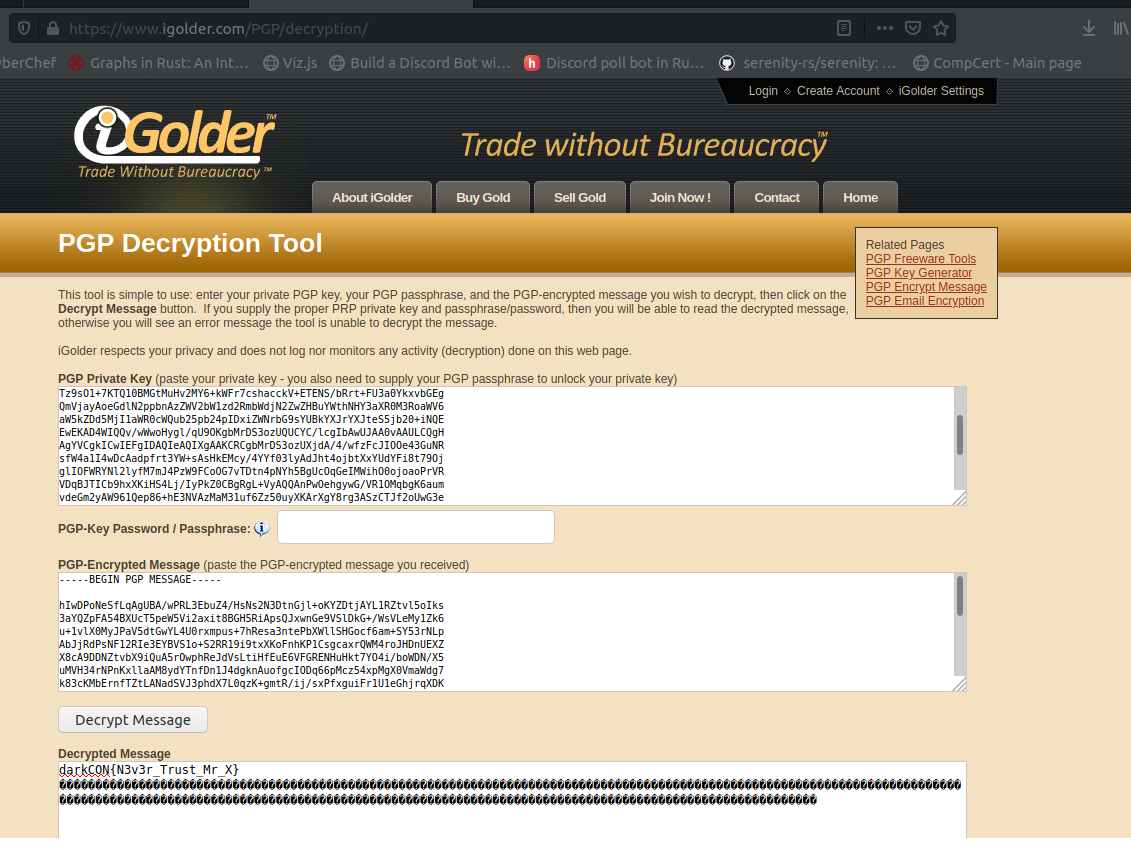 https://www.igolder.com/PGP/decryption/
yberChef Graphs in Rust: An Int… Viz.js Build a Discord Bot wi… Discord poll bot in Ru… serenity-rs/serenity: … CompCert - Main page
Login ◇ Create Account ◇ iGolder Settings
iGolder™
Trade Without Bureaucracy™
Trade without Bureaucracy™
About iGolder Buy Gold Sell Gold Join Now ! Contact Home
PGP Decryption Tool
Related Pages
PGP Freeware Tools
PGP Key Generator
PGP Encrypt Message
PGP Email Encryption
This tool is simple to use: enter your private PGP key, your PGP passphrase, and the PGP-encrypted message you wish to decrypt, then click on the
Decrypt Message button. If you supply the proper PRP private key and passphrase/password, then you will be able to read the decrypted message,
otherwise you will see an error message the tool is unable to decrypt the message.
iGolder respects your privacy and does not log nor monitors any activity (decryption) done on this web page.
PGP Private Key (paste your private key - you also need to supply your PGP passphrase to unlock your private key)
Tz9sO1+7KTQ10BMGtMuHv2MY6+kWFr7cshacckV+ETENS/bRrt+FU3a0YkxvbGEg
QmVjayAoeGdlN2ppbnAzZWV2bW1zd2RmbWdjN2ZwZHBuYWthNHY3aXR0M3RoaWV6
aW5kZDd5MjI1aWR0cWQub25pb24pIDxiZWNrbG9sYUBkYXJrYXJteS5jb20+iNQE
EwEKAD4WIQQv/wWwoHygl/qU9OKgbMrDS3ozUQUCYC/lcgIbAwUJAA0vAAULCQgH
AgYVCgkICwIEFgIDAQIeAQIXgAAKCRCgbMrDS3ozUXjdA/4/wfzFcJIOOe43GuNR
sfW4a1I4wDcAadpfrt3YW+sAsHkEMcy/4YYf03lyAdJht4ojbtXxYUdYFi8t79Oj
glIOFWRYNl2lyfM7mJ4PzW9FCoOG7vTDtn4pNYh5BgUcOqGeIMWihO0ojoaoPrVR
VDqBJTICb9hxXKiHS4Lj/IyPkZ0CBgRgL+VyAQQAnPwOehgywG/VR1OMqbgK6aum
vdeGm2yAW961Qep86+hE3NVAzMaM31uf6Zz50uyXKArXgY8rg3ASzCTJf2oUwG3e
PGP-Key Password / Passphrase:
PGP-Encrypted Message (paste the PGP-encrypted message you received)
-----BEGIN PGP MESSAGE-----
hIwDPoNeSfLqAgUBA/wPRL3EbuZ4/HsNs2N3DtnGjl+oKYZDtjAYL1RZtvl5oIks
3aYQZpFA54BXUcT5peW5Vi2axit8BGH5RiApsQJxwnGe9VSlDkG+/WsVLeMy1Zk6
u+1vlX0MyJPaV5dtGwYL4U0rxmpus+7hResa3ntePbXWllSHGocf6am+SY53rNLp
AbJjRdPsNF12RIe3EYBVS1o+S2RR19i9txXKoFnhKP1CsgcaxrQWM4roJHDnUEXZ
X8cA9DDNZtvbX9iQuA5rOwphReJdVsLtiHfEuE6VFGRENHuHkt7YO4i/boWDN/X5
uMVH34rNPnKxllaAM8ydYTnfDn1J4dgknAuofgcIODq66pMcz54xpMgX0VmaWdg7
k83cKMbErnfTZtLANadSVJ3phdX7L0qzK+gmtR/ij/sxPfxguiFr1U1eGhjrqXDK
Decrypt Message
Decrypted Message
darkCON{N3v3r_Trust_Mr_X}